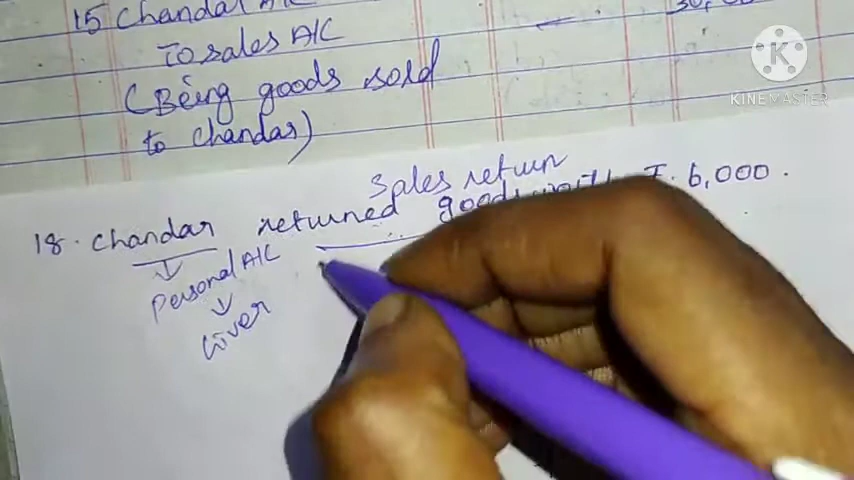 15 Chandar A/C
To sales A/C
(Being goods sold
to chandar)
Sales return
18. Chandar returned goods ₹. 6,000.
Personal A/C
Giver
K
KINEMASTER